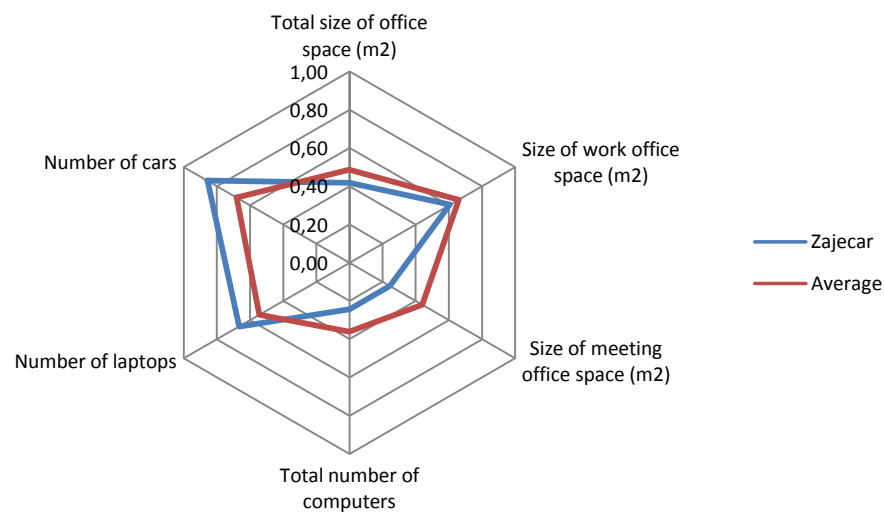 Total size of office
space (m2)
1,00
0,80
0,60
0,40
0,20
0,00
Size of work office
space (m2)
Size of meeting
office space (m2)
Total number of
computers
Number of laptops
Number of cars
Zajecar
Average